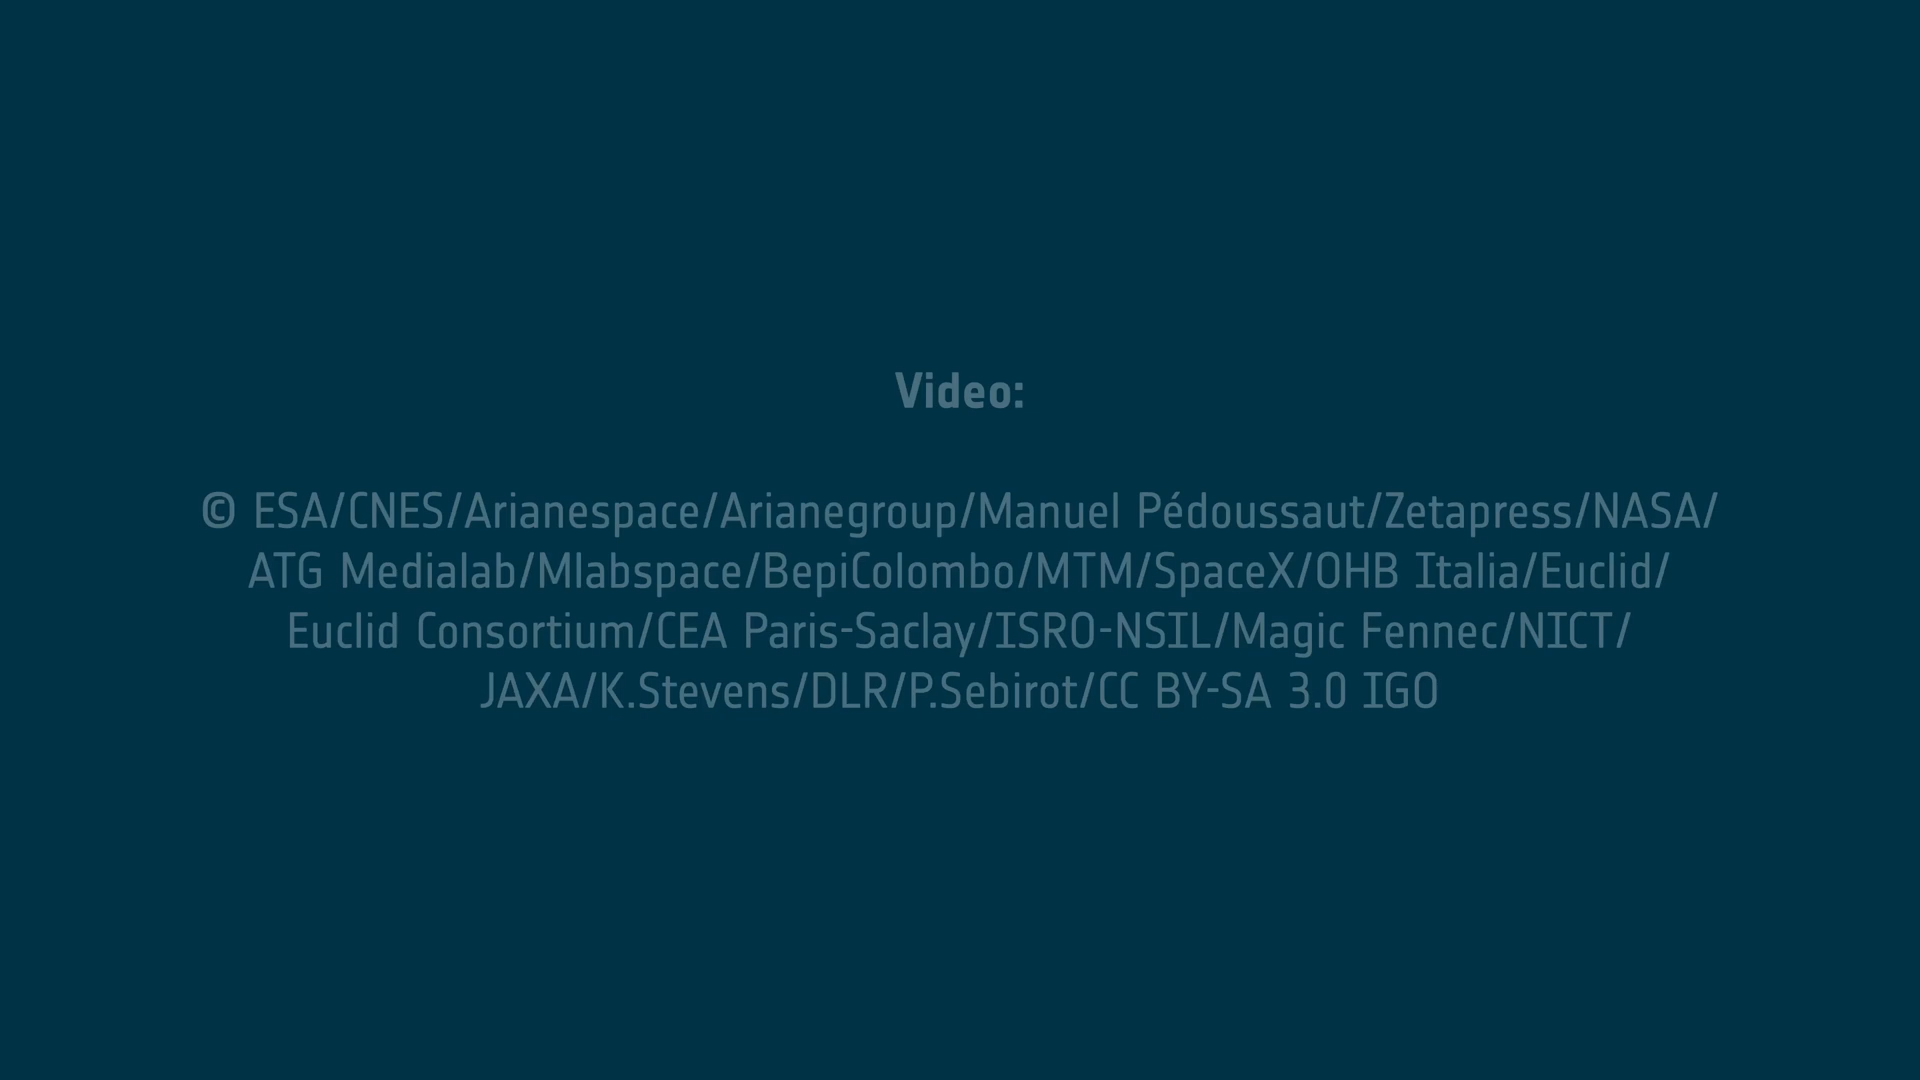 Video:
© ESA/CNES/Arianespace/Arianegroup/Manuel Pédoussaut/Zetapress/NASA/
ATG Medialab/Mlabspace/BepiColombo/MTM/SpaceX/OHB Italia/Euclid/
Euclid Consortium/CEA Paris-Saclay/ISRO-NSIL/Magic Fennec/NICT/
JAXA/K.Stevens/DLR/P.Sebirot/CC BY-SA 3.0 IGO